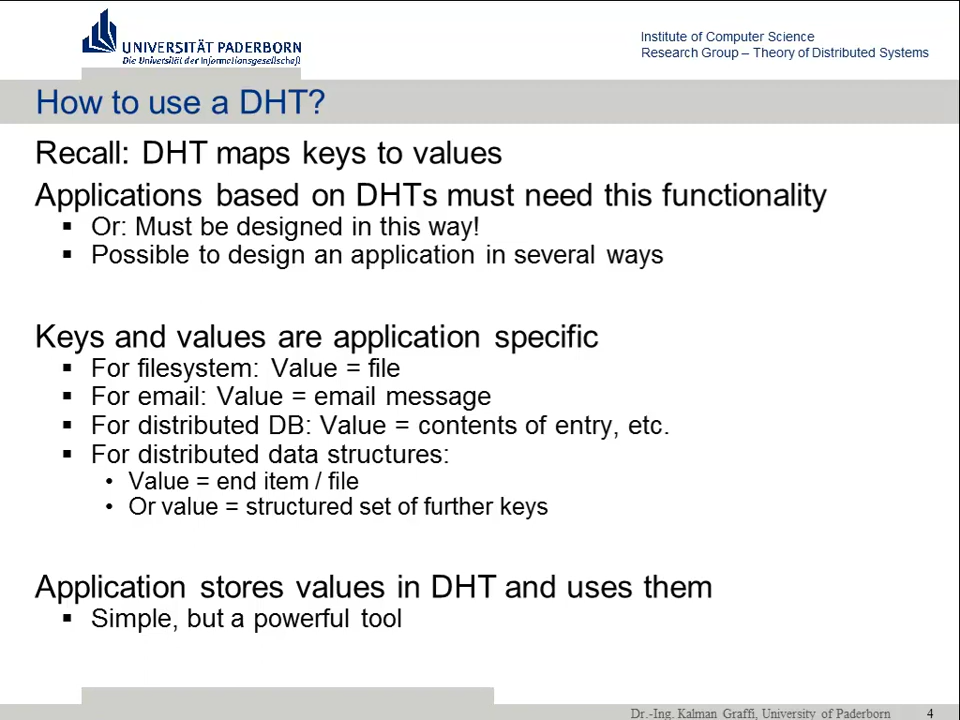 UNIVERSITÄT PADERBORN
Die Universität der Informationsgesellschaft
Institute of Computer Science
Research Group – Theory of Distributed Systems
How to use a DHT?
Recall: DHT maps keys to values
Applications based on DHTs must need this functionality
▪ Or: Must be designed in this way!
▪ Possible to design an application in several ways
Keys and values are application specific
▪ For filesystem: Value = file
▪ For email: Value = email message
▪ For distributed DB: Value = contents of entry, etc.
▪ For distributed data structures:
• Value = end item / file
• Or value = structured set of further keys
Application stores values in DHT and uses them
▪ Simple, but a powerful tool
Dr.-Ing. Kalman Graffi, University of Paderborn 4